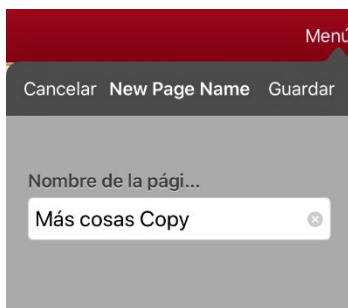 Menú
Cancelar New Page Name Guardar
Nombre de la pági...
Más cosas Copy